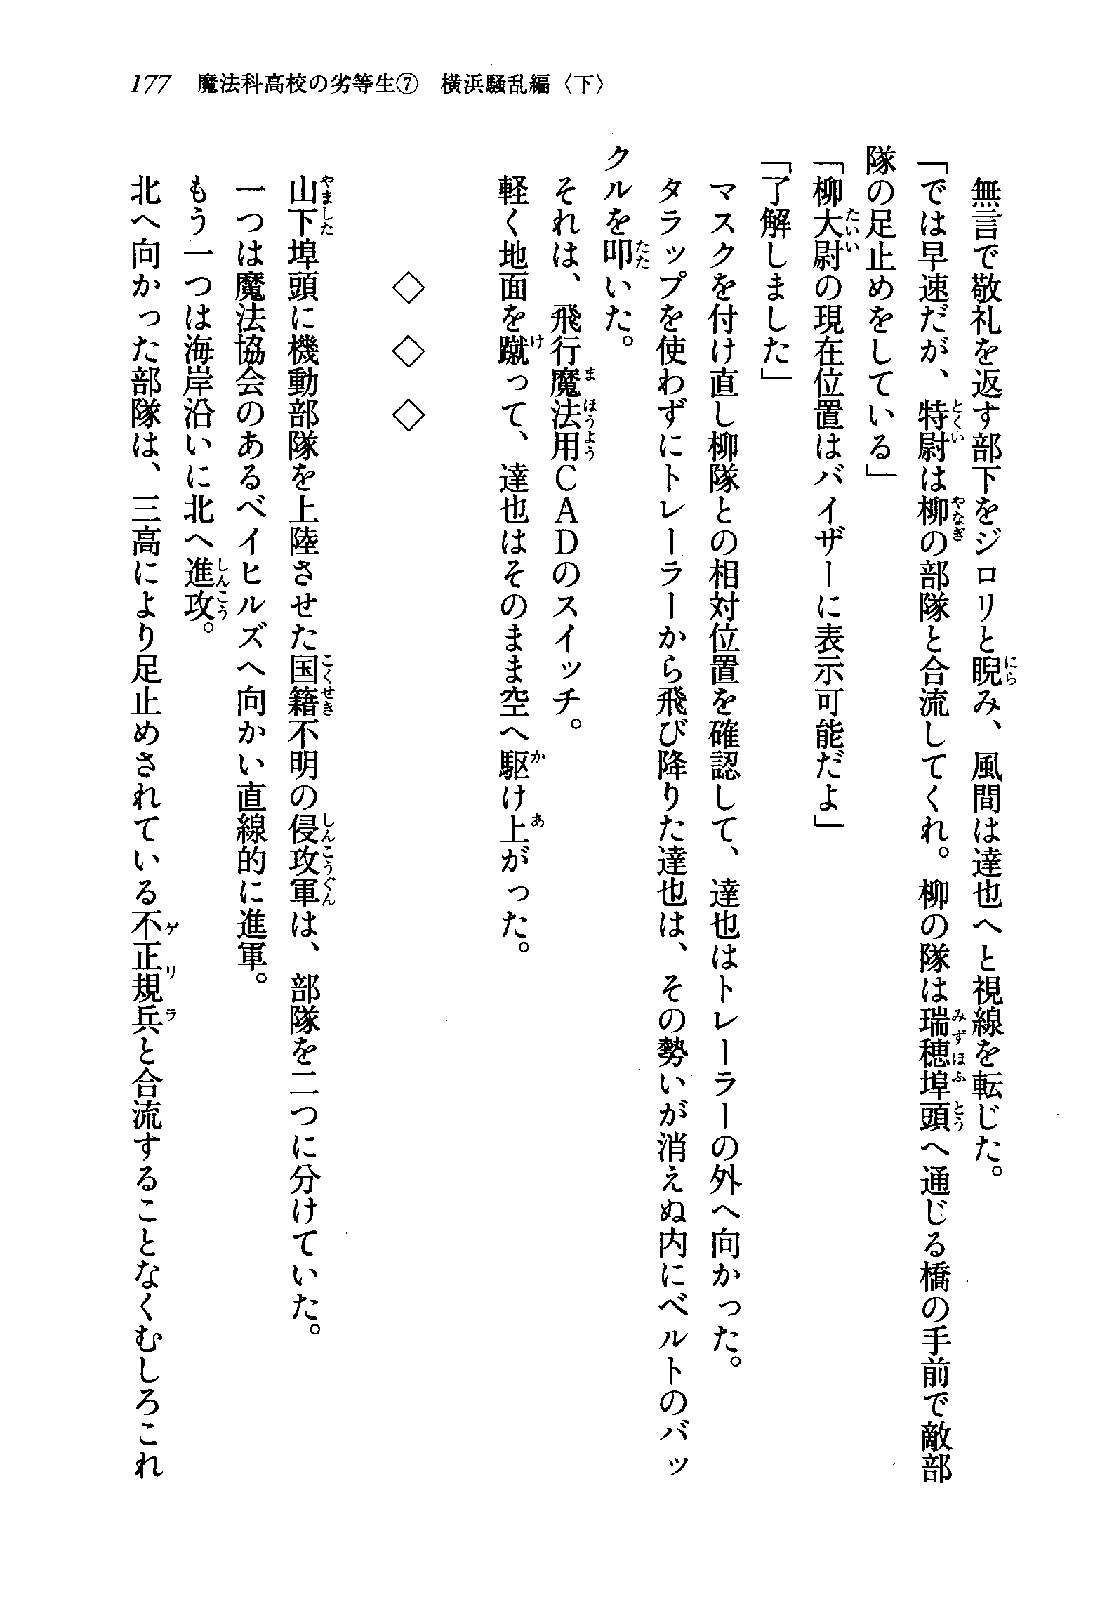 177　魔法科高校の劣等生⑦　横浜騒乱編〈下〉
　無言で敬礼を返す部下をジロリと睨み、風間は達也へと視線を転じた。
「では早速だが、特尉は柳の部隊と合流してくれ。柳の隊は瑞穂埠頭へ通じる橋の手前で敵部
隊の足止めをしている」
「柳大尉の現在位置はバイザーに表示可能だよ」
「了解しました」
　マスクを付け直し柳隊との相対位置を確認して、達也はトレーラーの外へ向かった。
　タラップを使わずにトレーラーから飛び降りた達也は、その勢いが消えぬ内にベルトのバッ
クルを叩いた。
　それは、飛行魔法用ＣＡＤのスイッチ。
　軽く地面を蹴って、達也はそのまま空へ駆け上がった。
◇　◇　◇
　山下埠頭に機動部隊を上陸させた国籍不明の侵攻軍は、部隊を二つに分けていた。
　一つは魔法協会のあるベイヒルズへ向かい直線的に進軍。
　もう一つは海岸沿いに北へ進攻。
　北へ向かった部隊は、三高により足止めされている不正規兵と合流することなくむしろこれ